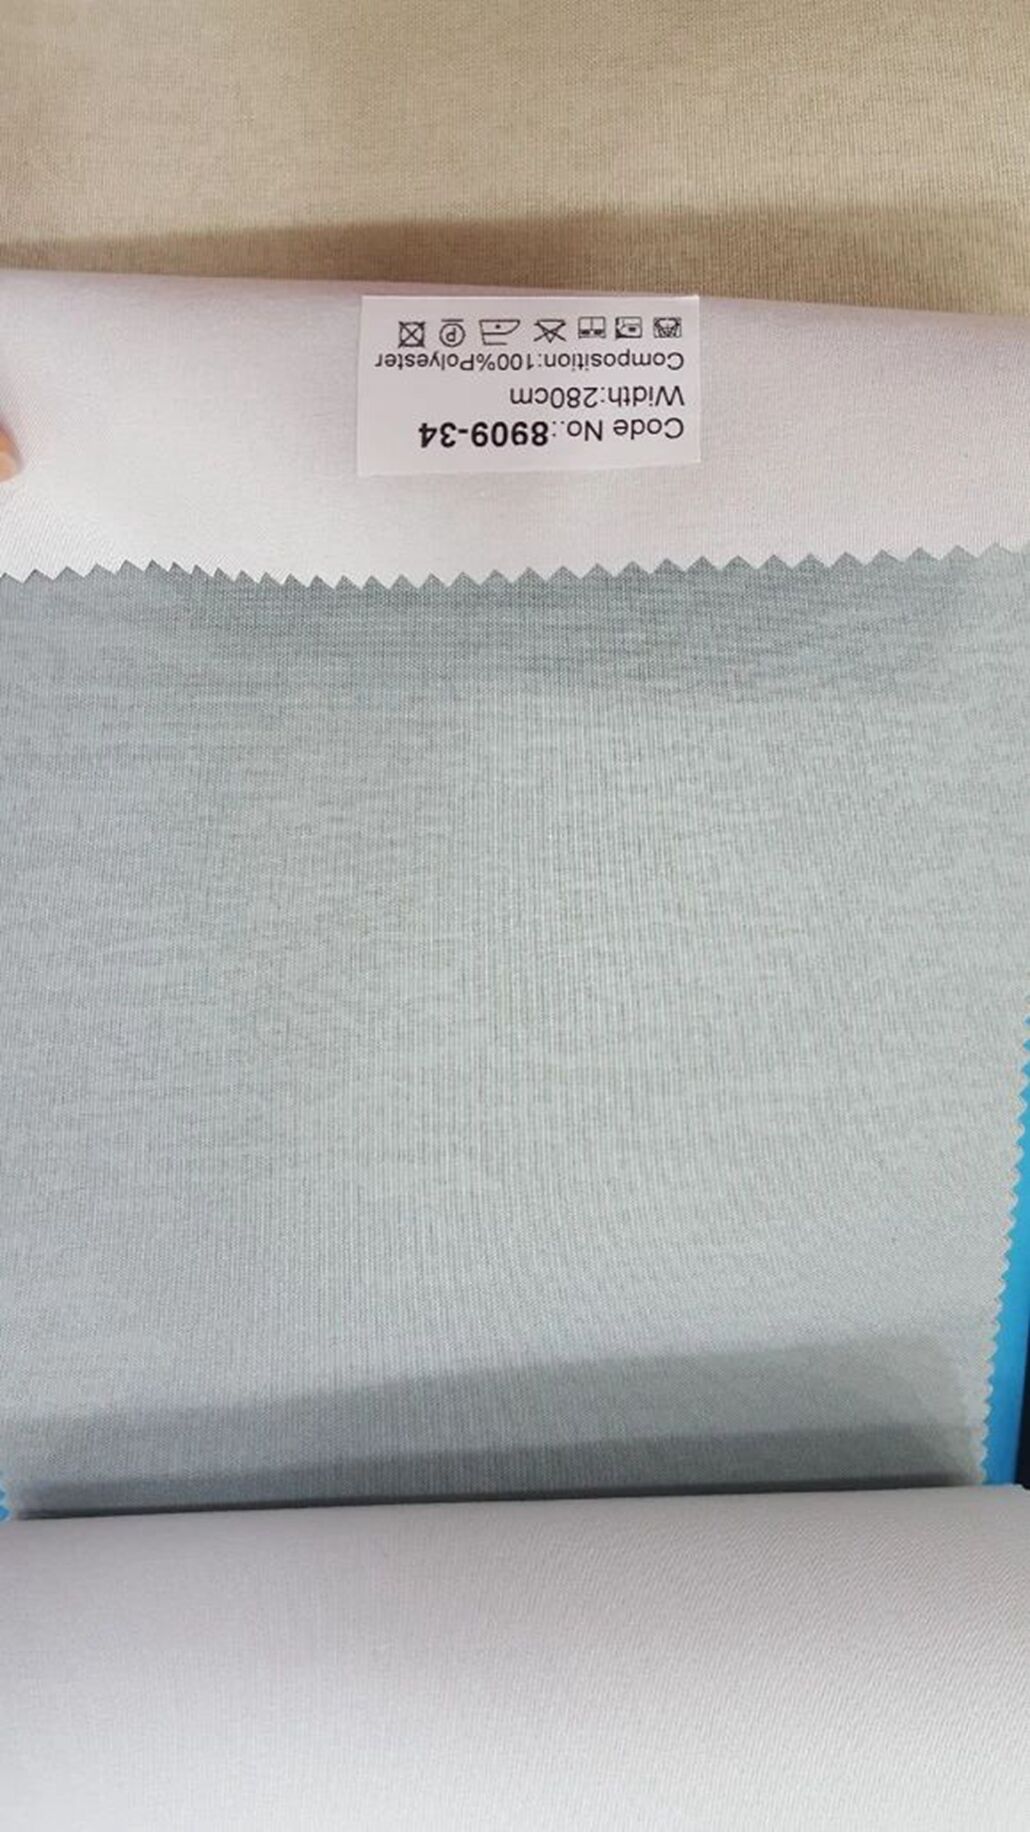 Code No.:8909-34
Width:280cm
Composition:100%Polyester